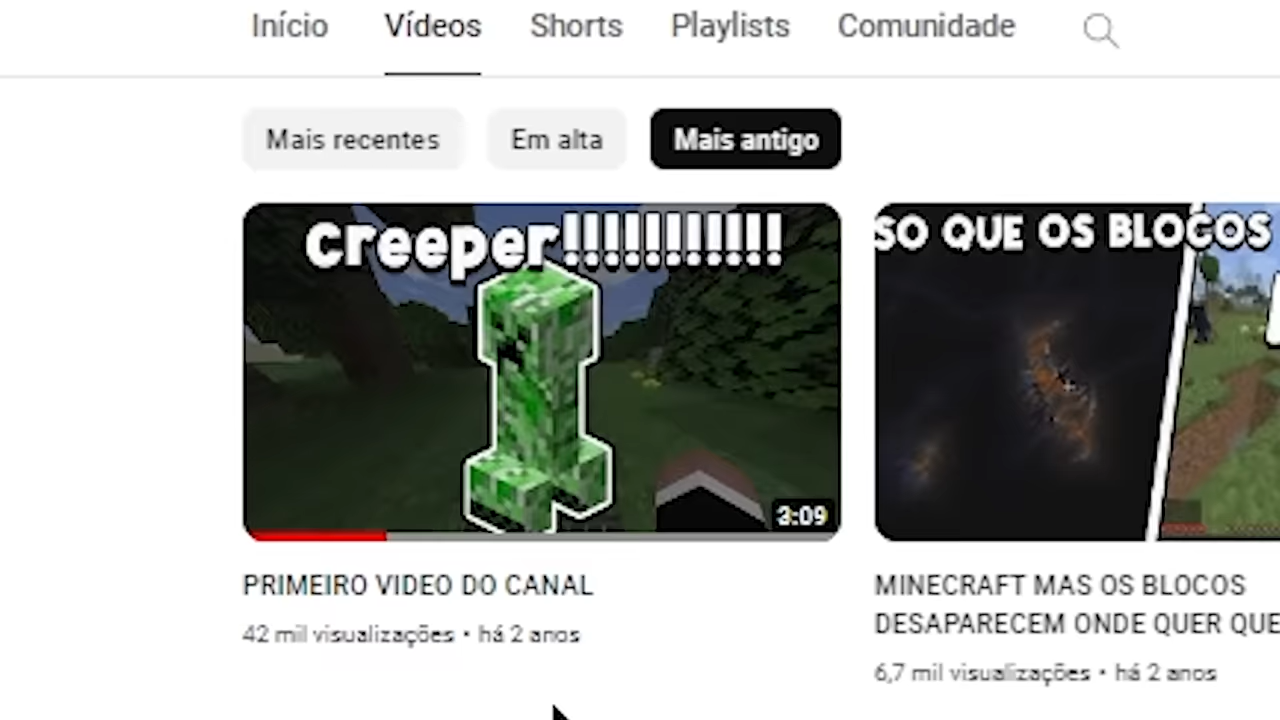 Início Vídeos Shorts Playlists Comunidade
Mais recentes Em alta Mais antigo
creeper!!!!!!!!!!!
SO QUE OS BLOCOS
3:09
PRIMEIRO VIDEO DO CANAL
42 mil visualizações • há 2 anos
MINECRAFT MAS OS BLOCOS
DESAPARECEM ONDE QUER QUE
6,7 mil visualizações • há 2 anos